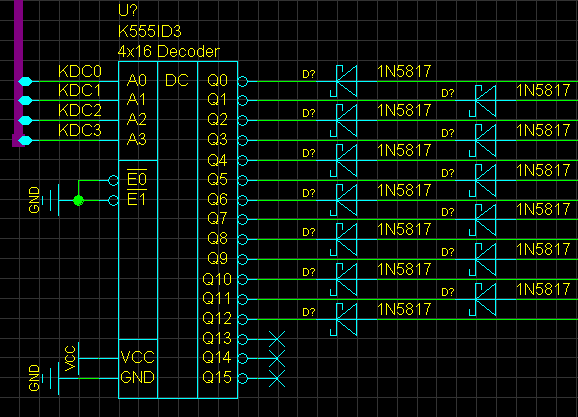 U?
K555ID3
4x16 Decoder
KDC0 A0 DC Q0 D? 1N5817
KDC1 A1 Q1 D? 1N5817
KDC2 A2 Q2 D? 1N5817
KDC3 A3 Q3 D? 1N5817
Q4 D? 1N5817
E0 Q5 D? 1N5817
GND E1 Q6 D? 1N5817
Q7 D? 1N5817
Q8 D? 1N5817
Q9 D? 1N5817
Q10 D? 1N5817
Q11 D? 1N5817
Q12 D? 1N5817
Q13
VCC VCC Q14
GND GND Q15